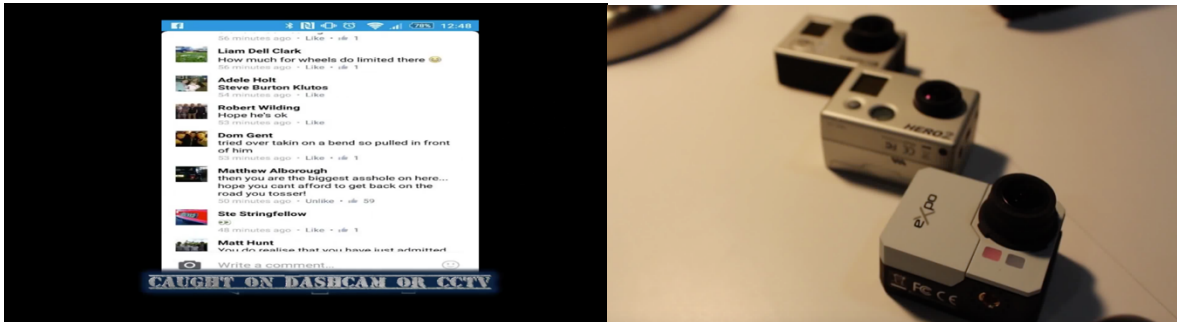 12:48
56 minutes ago · Like · 1
Liam Dell Clark
How much for wheels do limited there 😂
56 minutes ago · Like · 1
Adele Holt
Steve Burton Klutos
54 minutes ago · Like
Robert Wilding
Hope he's ok
53 minutes ago · Like
Dom Gent
tried over takin on a bend so pulled in front
of him
53 minutes ago · Like · 1
Matthew Alborough
then you are the biggest asshole on here...
hope you cant afford to get back on the
road you tosser!
50 minutes ago · Unlike · 59
Ste Stringfellow
👀
48 minutes ago · Like · 1
Matt Hunt
You do realise that you have just admitted
Write a comment...
CAUGHT ON DASHCAM OR CCTV
HERO2
CE
eXpo
FC CE